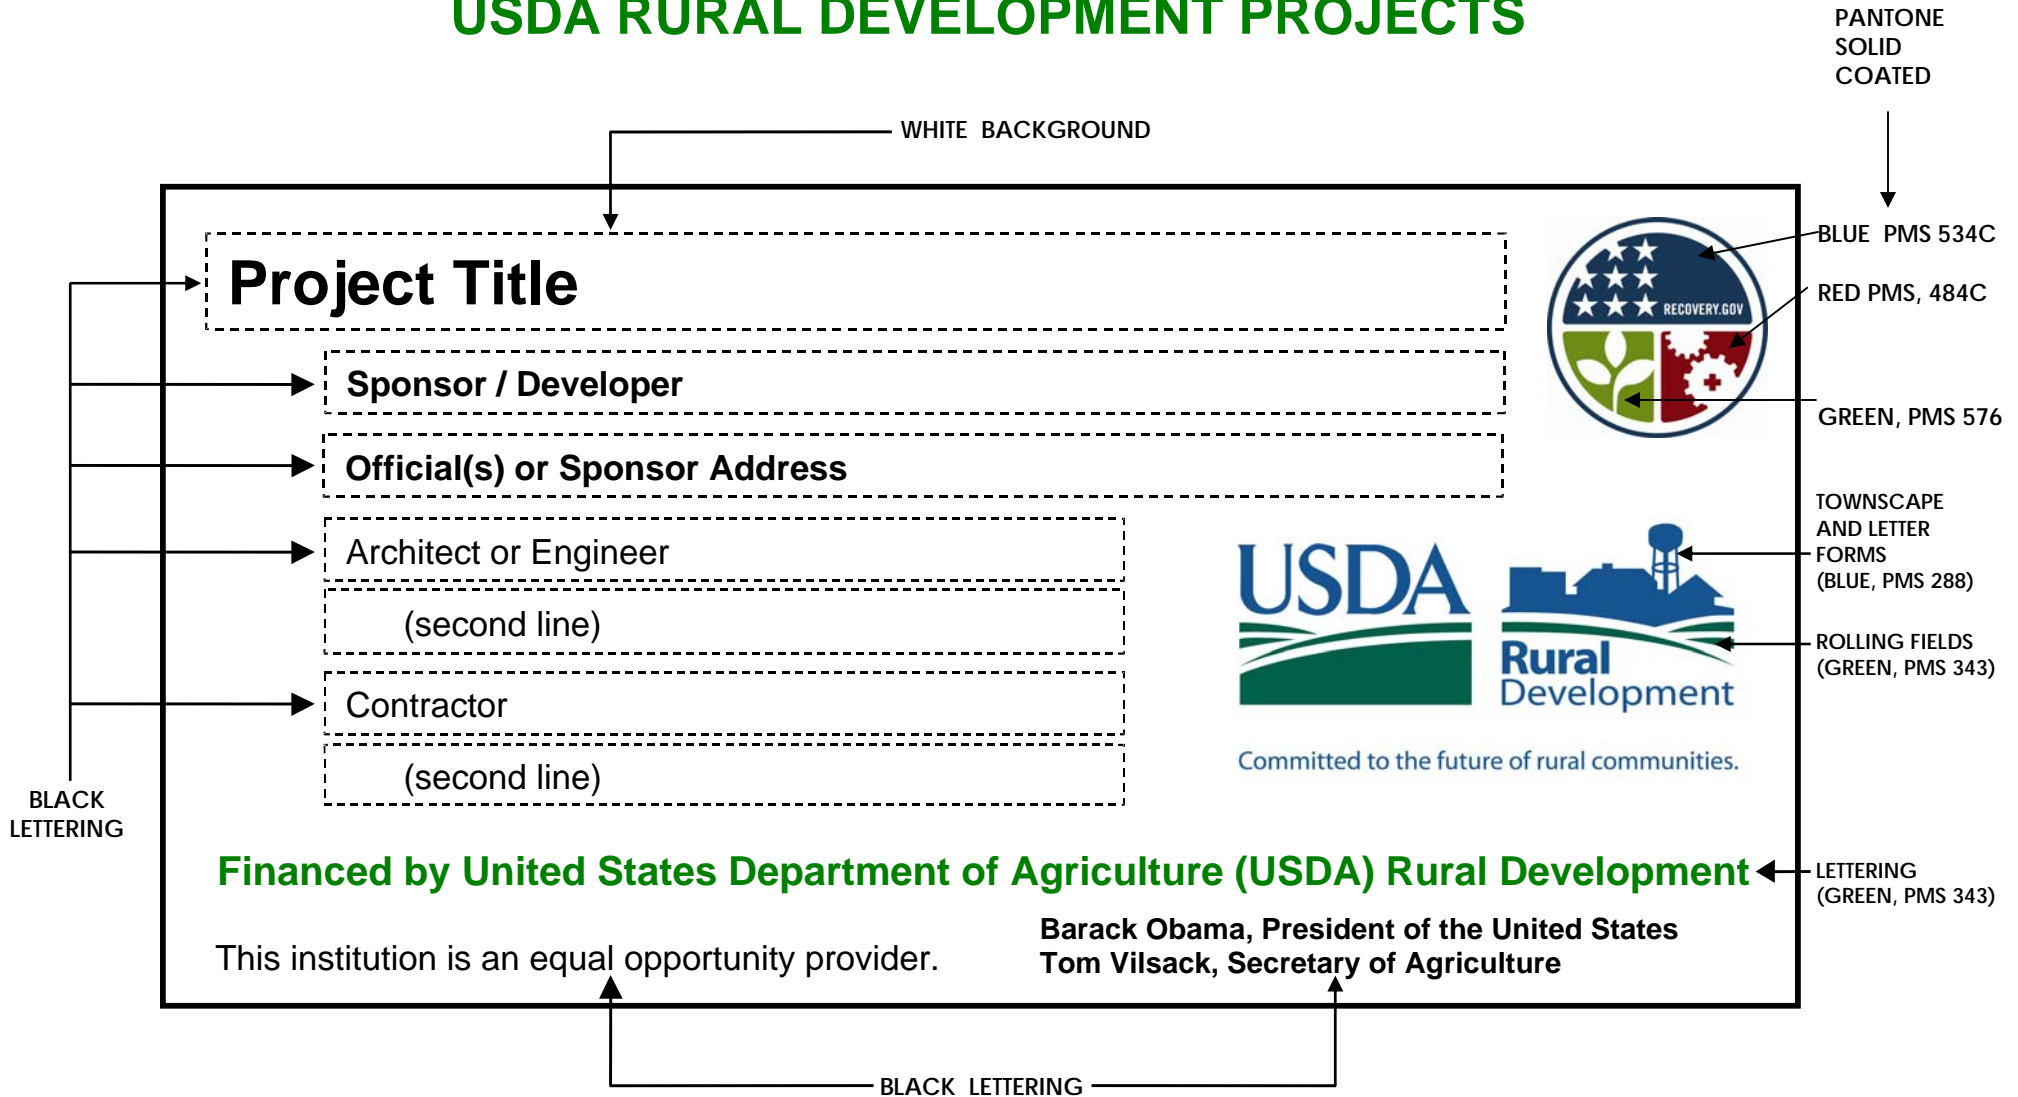 USDA RURAL DEVELOPMENT PROJECTS
PANTONE
SOLID
COATED
WHITE BACKGROUND
BLUE PMS 534C
RED PMS, 484C
GREEN, PMS 576
RECOVERY.GOV
Project Title
Sponsor / Developer
Official(s) or Sponsor Address
Architect or Engineer
(second line)
Contractor
(second line)
TOWNSCAPE
AND LETTER
FORMS
(BLUE, PMS 288)
USDA
Rural
Development
ROLLING FIELDS
(GREEN, PMS 343)
Committed to the future of rural communities.
BLACK
LETTERING
Financed by United States Department of Agriculture (USDA) Rural Development
LETTERING
(GREEN, PMS 343)
This institution is an equal opportunity provider.
Barack Obama, President of the United States
Tom Vilsack, Secretary of Agriculture
BLACK LETTERING